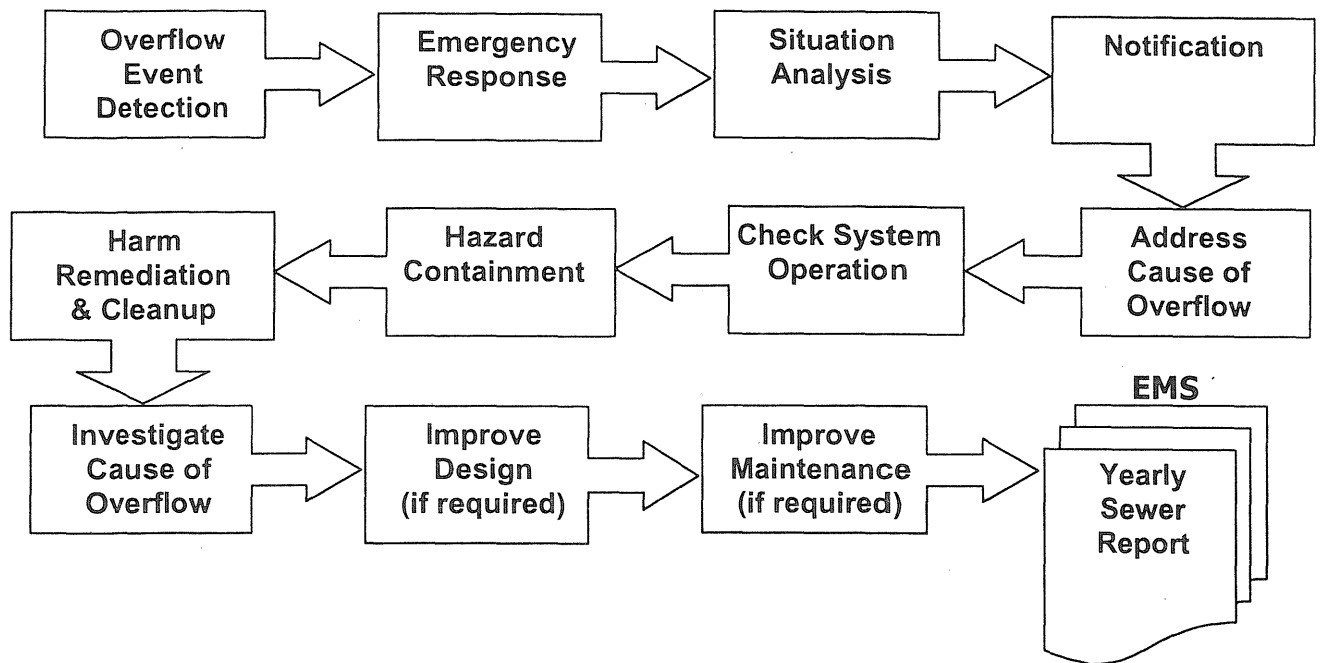 Overflow
Event
Detection
Emergency
Response
Situation
Analysis
Notification
Address
Cause of
Overflow
Check System
Operation
Hazard
Containment
Harm
Remediation
& Cleanup
Investigate
Cause of
Overflow
Improve
Design
(if required)
Improve
Maintenance
(if required)
EMS
Yearly
Sewer
Report